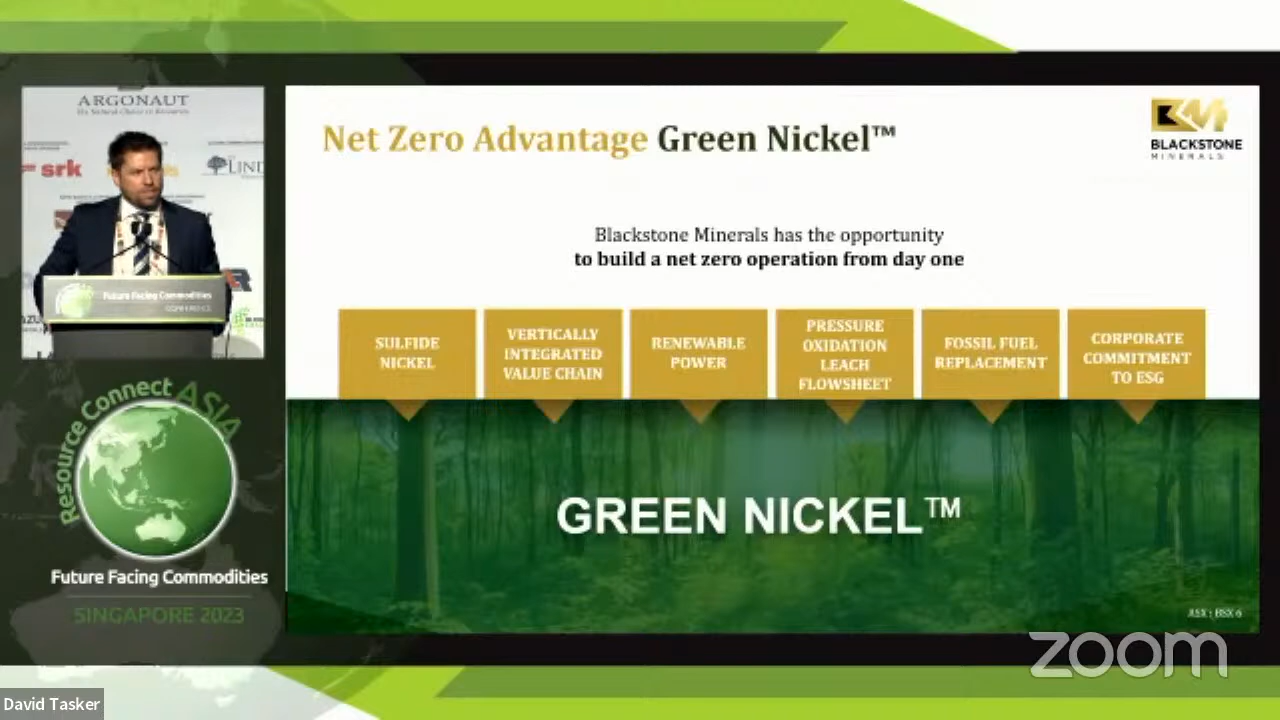 ARGONAUT
srk
LIND
Future Facing Commodities
CONFERENCE
Resource Connect ASIA
Future Facing Commodities
SINGAPORE 2023
Net Zero Advantage Green Nickel™
BLACKSTONE
MINERALS
Blackstone Minerals has the opportunity
to build a net zero operation from day one
SULFIDE
NICKEL
VERTICALLY
INTEGRATED
VALUE CHAIN
RENEWABLE
POWER
PRESSURE
OXIDATION
LEACH
FLOWSHEET
FOSSIL FUEL
REPLACEMENT
CORPORATE
COMMITMENT
TO ESG
GREEN NICKEL™
ASX : BSX 6
zoom
David Tasker